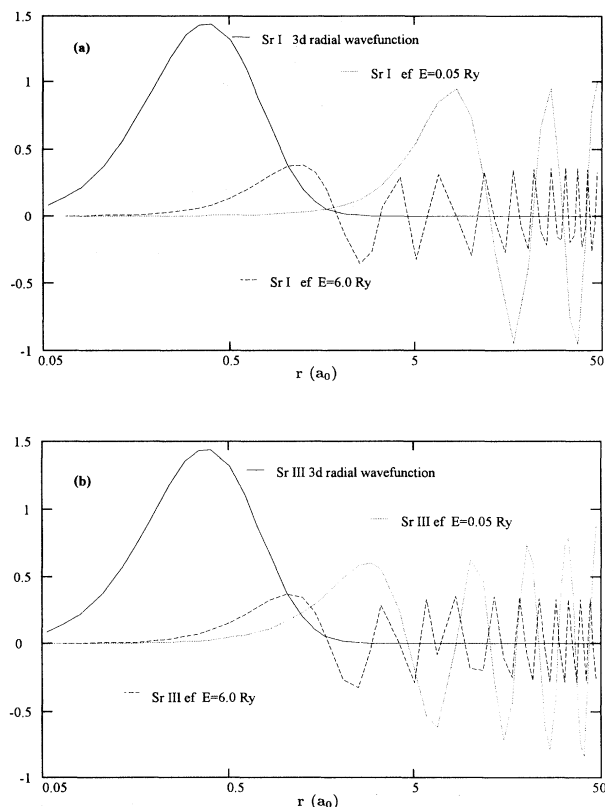 (a)
Sr I 3d radial wavefunction
Sr I ef E=0.05 Ry
Sr I ef E=6.0 Ry
1.5
1
0.5
0
-0.5
-1
0.05 0.5 5 50
r (a₀)
(b)
Sr III 3d radial wavefunction
Sr III ef E=0.05 Ry
Sr III ef E=6.0 Ry
1.5
1
0.5
0
-0.5
-1
0.05 0.5 5 50
r (a₀)